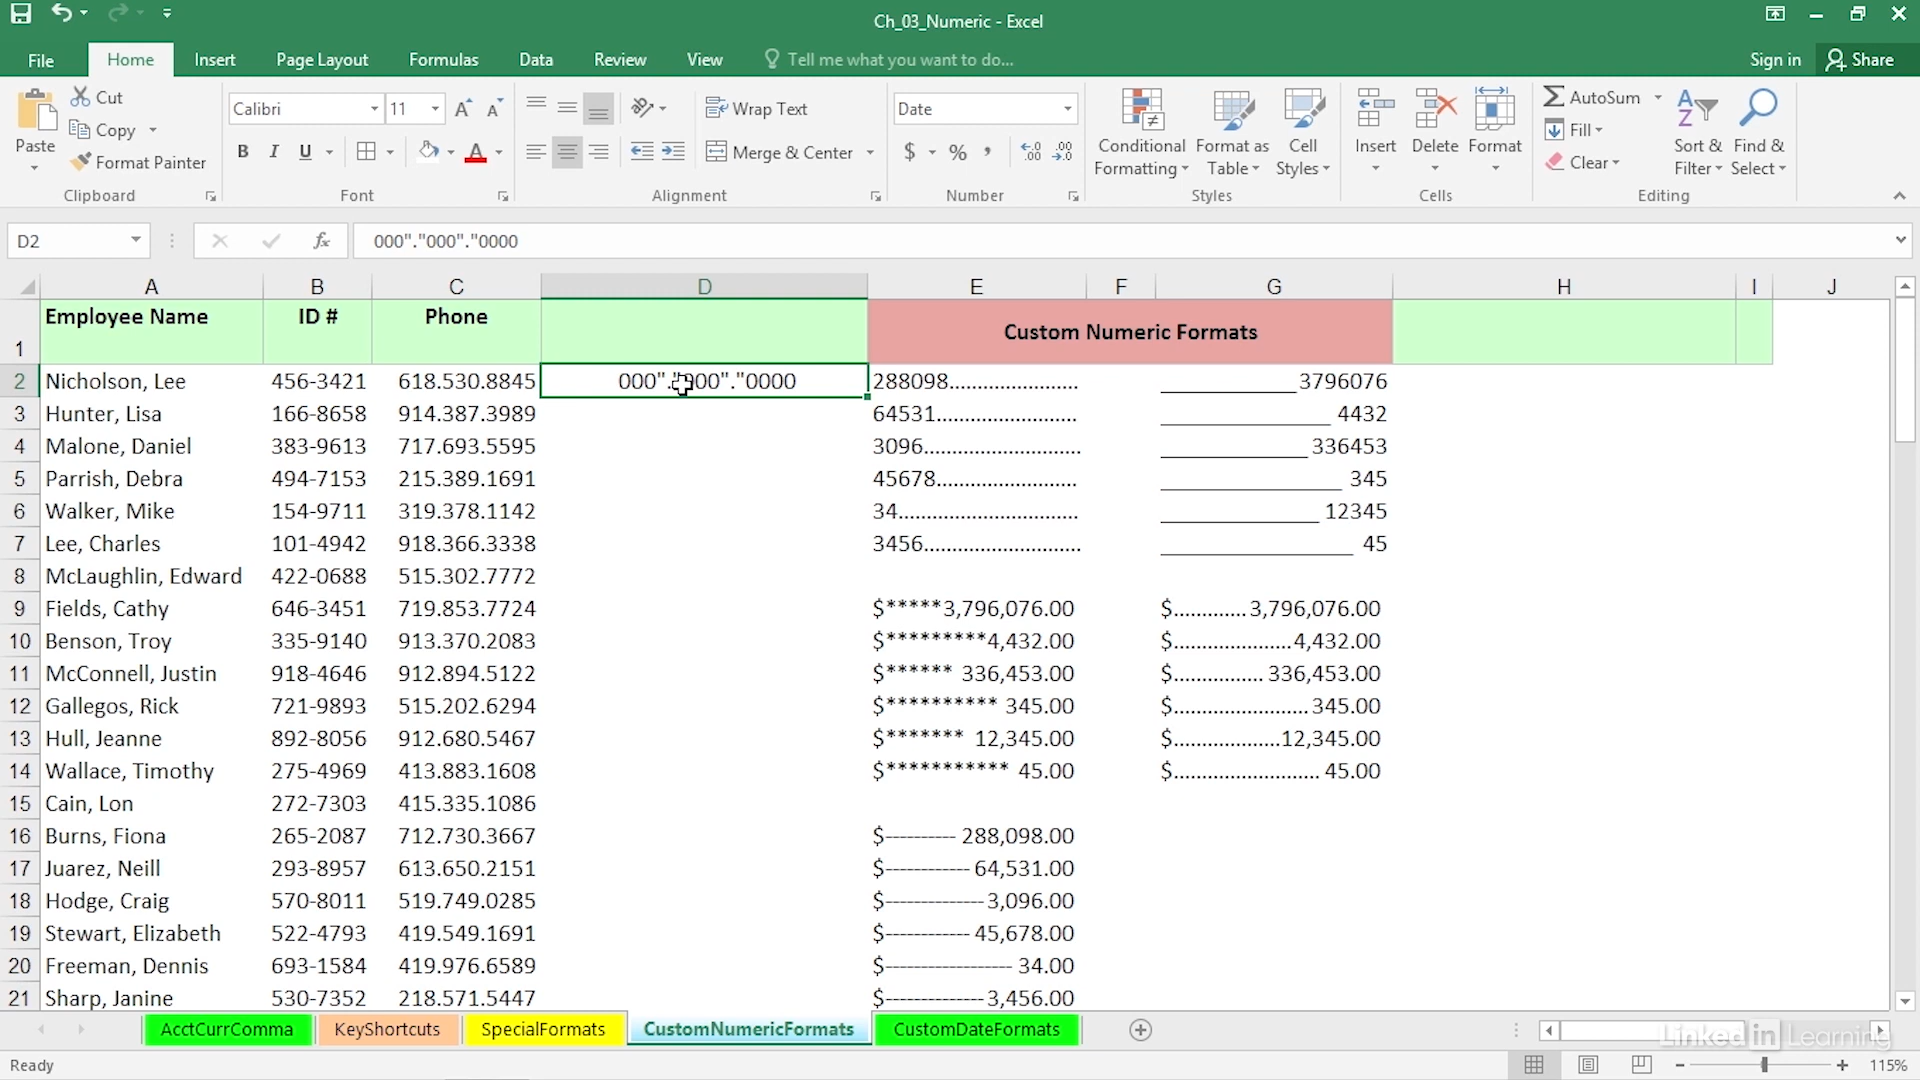 Ch_03_Numeric - Excel
File Home Insert Page Layout Formulas Data Review View Tell me what you want to do... Sign in Share
Paste Cut Copy Format Painter Clipboard
Calibri 11 A A B I U A Font
Wrap Text Merge & Center Alignment
Date $ % , .00 .00 Number
Conditional Formatting Format as Table Cell Styles Styles
Insert Delete Format Cells
AutoSum Fill Clear Sort & Filter Find & Select Editing
D2 fx 000"."000"."0000
A B C D E F G H I J
1 Employee Name ID # Phone Custom Numeric Formats
2 Nicholson, Lee 456-3421 618.530.8845 000"."000"."0000 288098...................... ____________3796076
3 Hunter, Lisa 166-8658 914.387.3989 64531........................ _______________ 4432
4 Malone, Daniel 383-9613 717.693.5595 3096........................... _____________ 336453
5 Parrish, Debra 494-7153 215.389.1691 45678........................ ________________ 345
6 Walker, Mike 154-9711 319.378.1142 34............................... ______________ 12345
7 Lee, Charles 101-4942 918.366.3338 3456........................... _________________ 45
8 McLaughlin, Edward 422-0688 515.302.7772
9 Fields, Cathy 646-3451 719.853.7724 $*****3,796,076.00 $............. 3,796,076.00
10 Benson, Troy 335-9140 913.370.2083 $*********4,432.00 $......................4,432.00
11 McConnell, Justin 918-4646 912.894.5122 $****** 336,453.00 $................. 336,453.00
12 Gallegos, Rick 721-9893 515.202.6294 $********** 345.00 $......................... 345.00
13 Hull, Jeanne 892-8056 912.680.5467 $******* 12,345.00 $....................12,345.00
14 Wallace, Timothy 275-4969 413.883.1608 $*********** 45.00 $........................... 45.00
15 Cain, Lon 272-7303 415.335.1086
16 Burns, Fiona 265-2087 712.730.3667 $---------- 288,098.00
17 Juarez, Neill 293-8957 613.650.2151 $------------ 64,531.00
18 Hodge, Craig 570-8011 519.749.0285 $--------------3,096.00
19 Stewart, Elizabeth 522-4793 419.549.1691 $------------ 45,678.00
20 Freeman, Dennis 693-1584 419.976.6589 $------------------ 34.00
21 Sharp, Janine 530-7352 218.571.5447 $--------------3,456.00
AcctCurrComma KeyShortcuts SpecialFormats CustomNumericFormats CustomDateFormats
Linked in Learning
Ready 115%